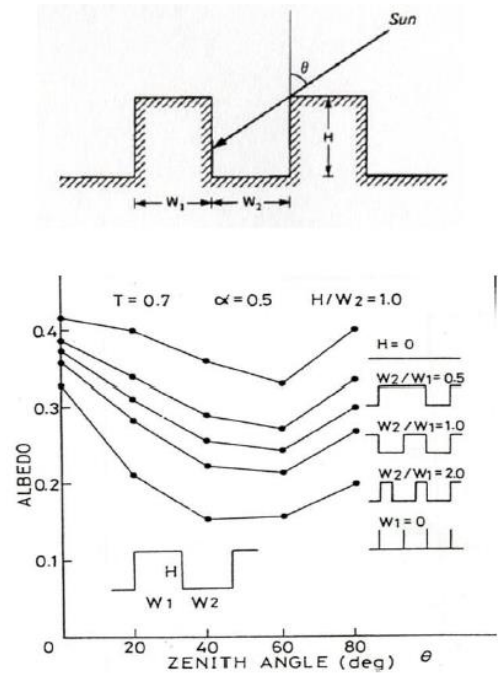 Sun
θ
H
W₁
W₂
T = 0.7 α' = 0.5 H/W2 = 1.0
ALBEDO
0.4
0.3
0.2
0.1
0
H = 0
W2/W1 = 0.5
W2/W1 = 1.0
W2/W1 = 2.0
W1 = 0
H
W1 W2
0 20 40 60 80
ZENITH ANGLE (deg) θ